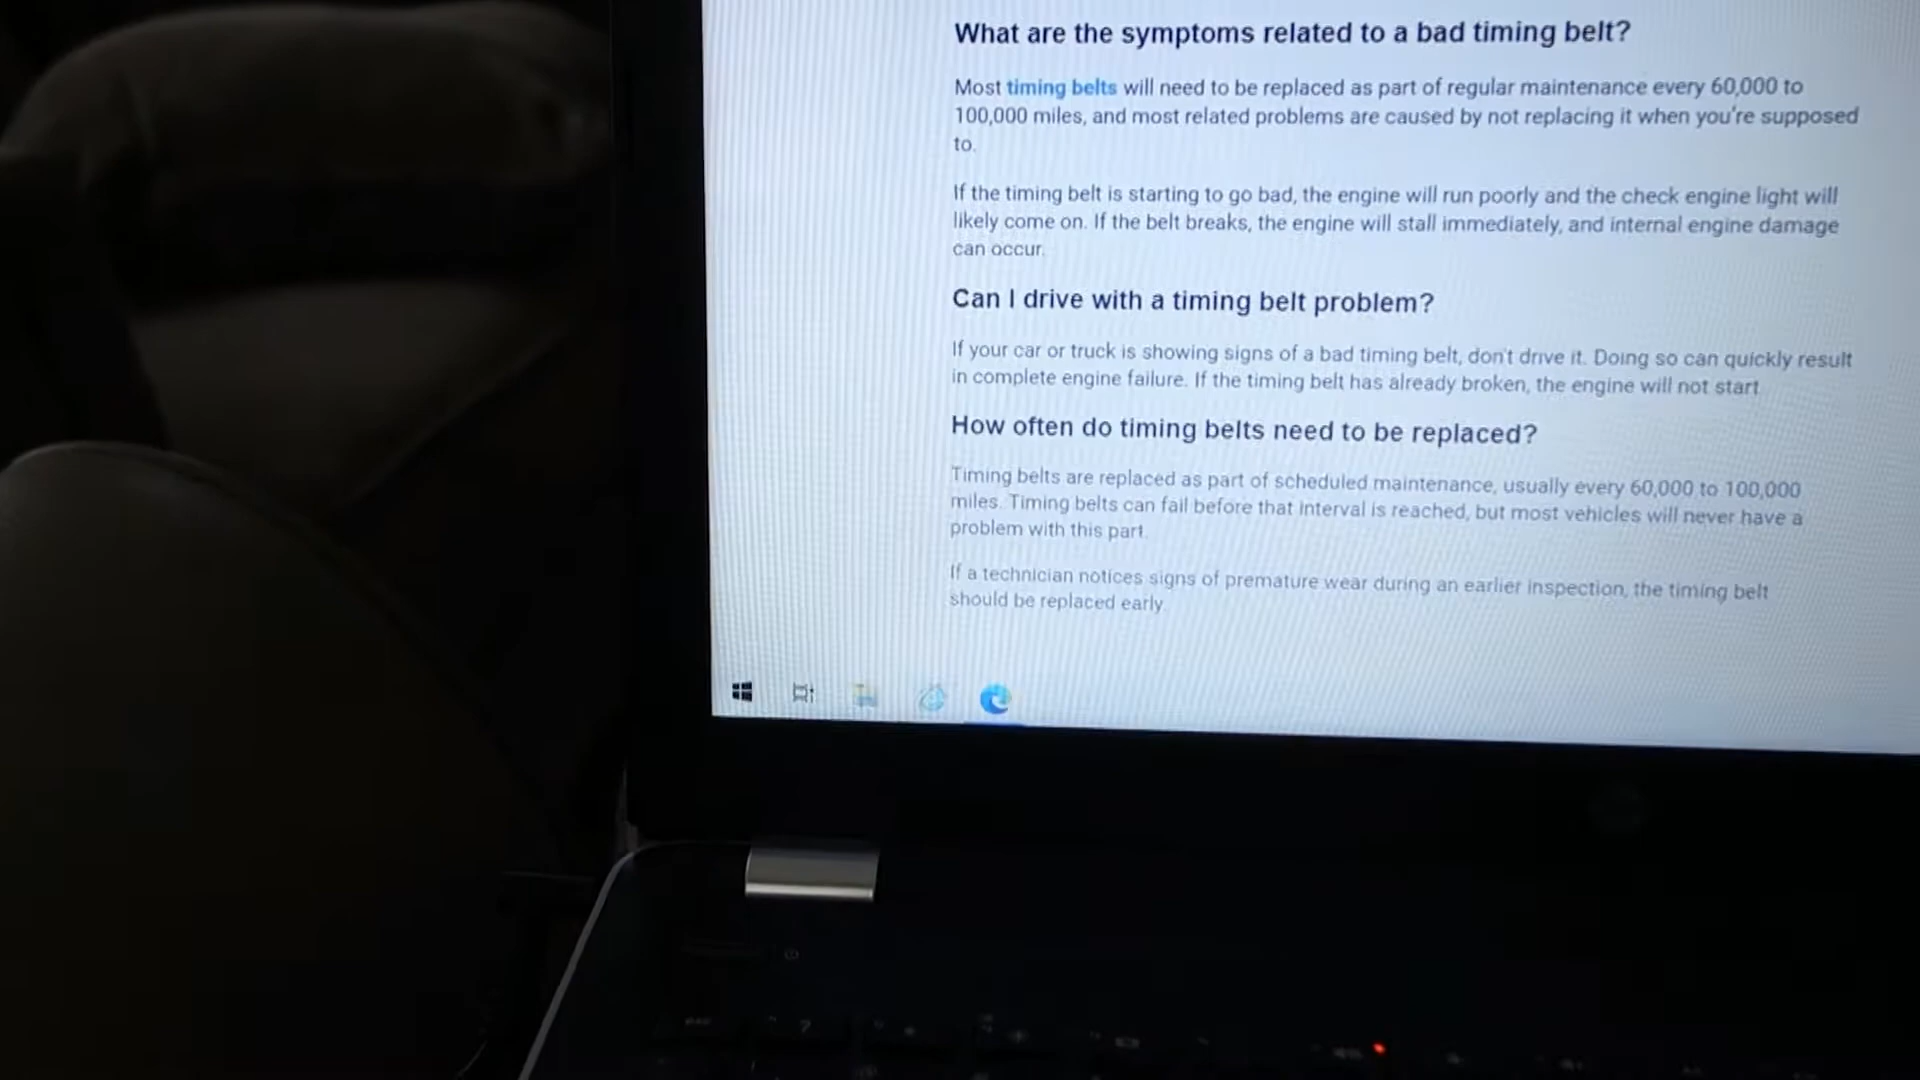 What are the symptoms related to a bad timing belt?
Most timing belts will need to be replaced as part of regular maintenance every 60,000 to
100,000 miles, and most related problems are caused by not replacing it when you're supposed
to.
If the timing belt is starting to go bad, the engine will run poorly and the check engine light will
likely come on. If the belt breaks, the engine will stall immediately, and internal engine damage
can occur.
Can I drive with a timing belt problem?
If your car or truck is showing signs of a bad timing belt, don't drive it. Doing so can quickly result
in complete engine failure. If the timing belt has already broken, the engine will not start
How often do timing belts need to be replaced?
Timing belts are replaced as part of scheduled maintenance, usually every 60,000 to 100,000
miles. Timing belts can fail before that interval is reached, but most vehicles will never have a
problem with this part.
If a technician notices signs of premature wear during an earlier inspection, the timing belt
should be replaced early.